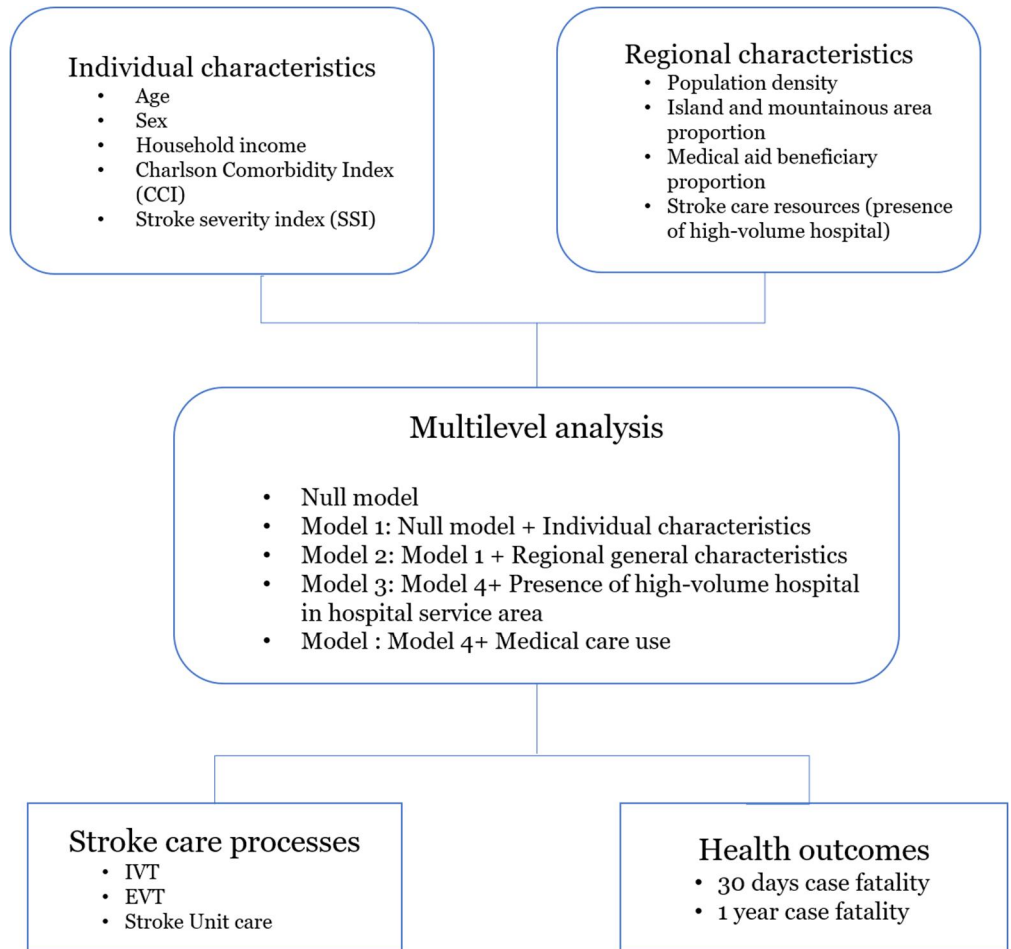 Individual characteristics
• Age
• Sex
• Household income
• Charlson Comorbidity Index
(CCI)
• Stroke severity index (SSI)
Regional characteristics
• Population density
• Island and mountainous area
proportion
• Medical aid beneficiary
proportion
• Stroke care resources (presence
of high-volume hospital)
Multilevel analysis
• Null model
• Model 1: Null model + Individual characteristics
• Model 2: Model 1 + Regional general characteristics
• Model 3: Model 4+ Presence of high-volume hospital
in hospital service area
• Model : Model 4+ Medical care use
Stroke care processes
• IVT
• EVT
• Stroke Unit care
Health outcomes
• 30 days case fatality
• 1 year case fatality